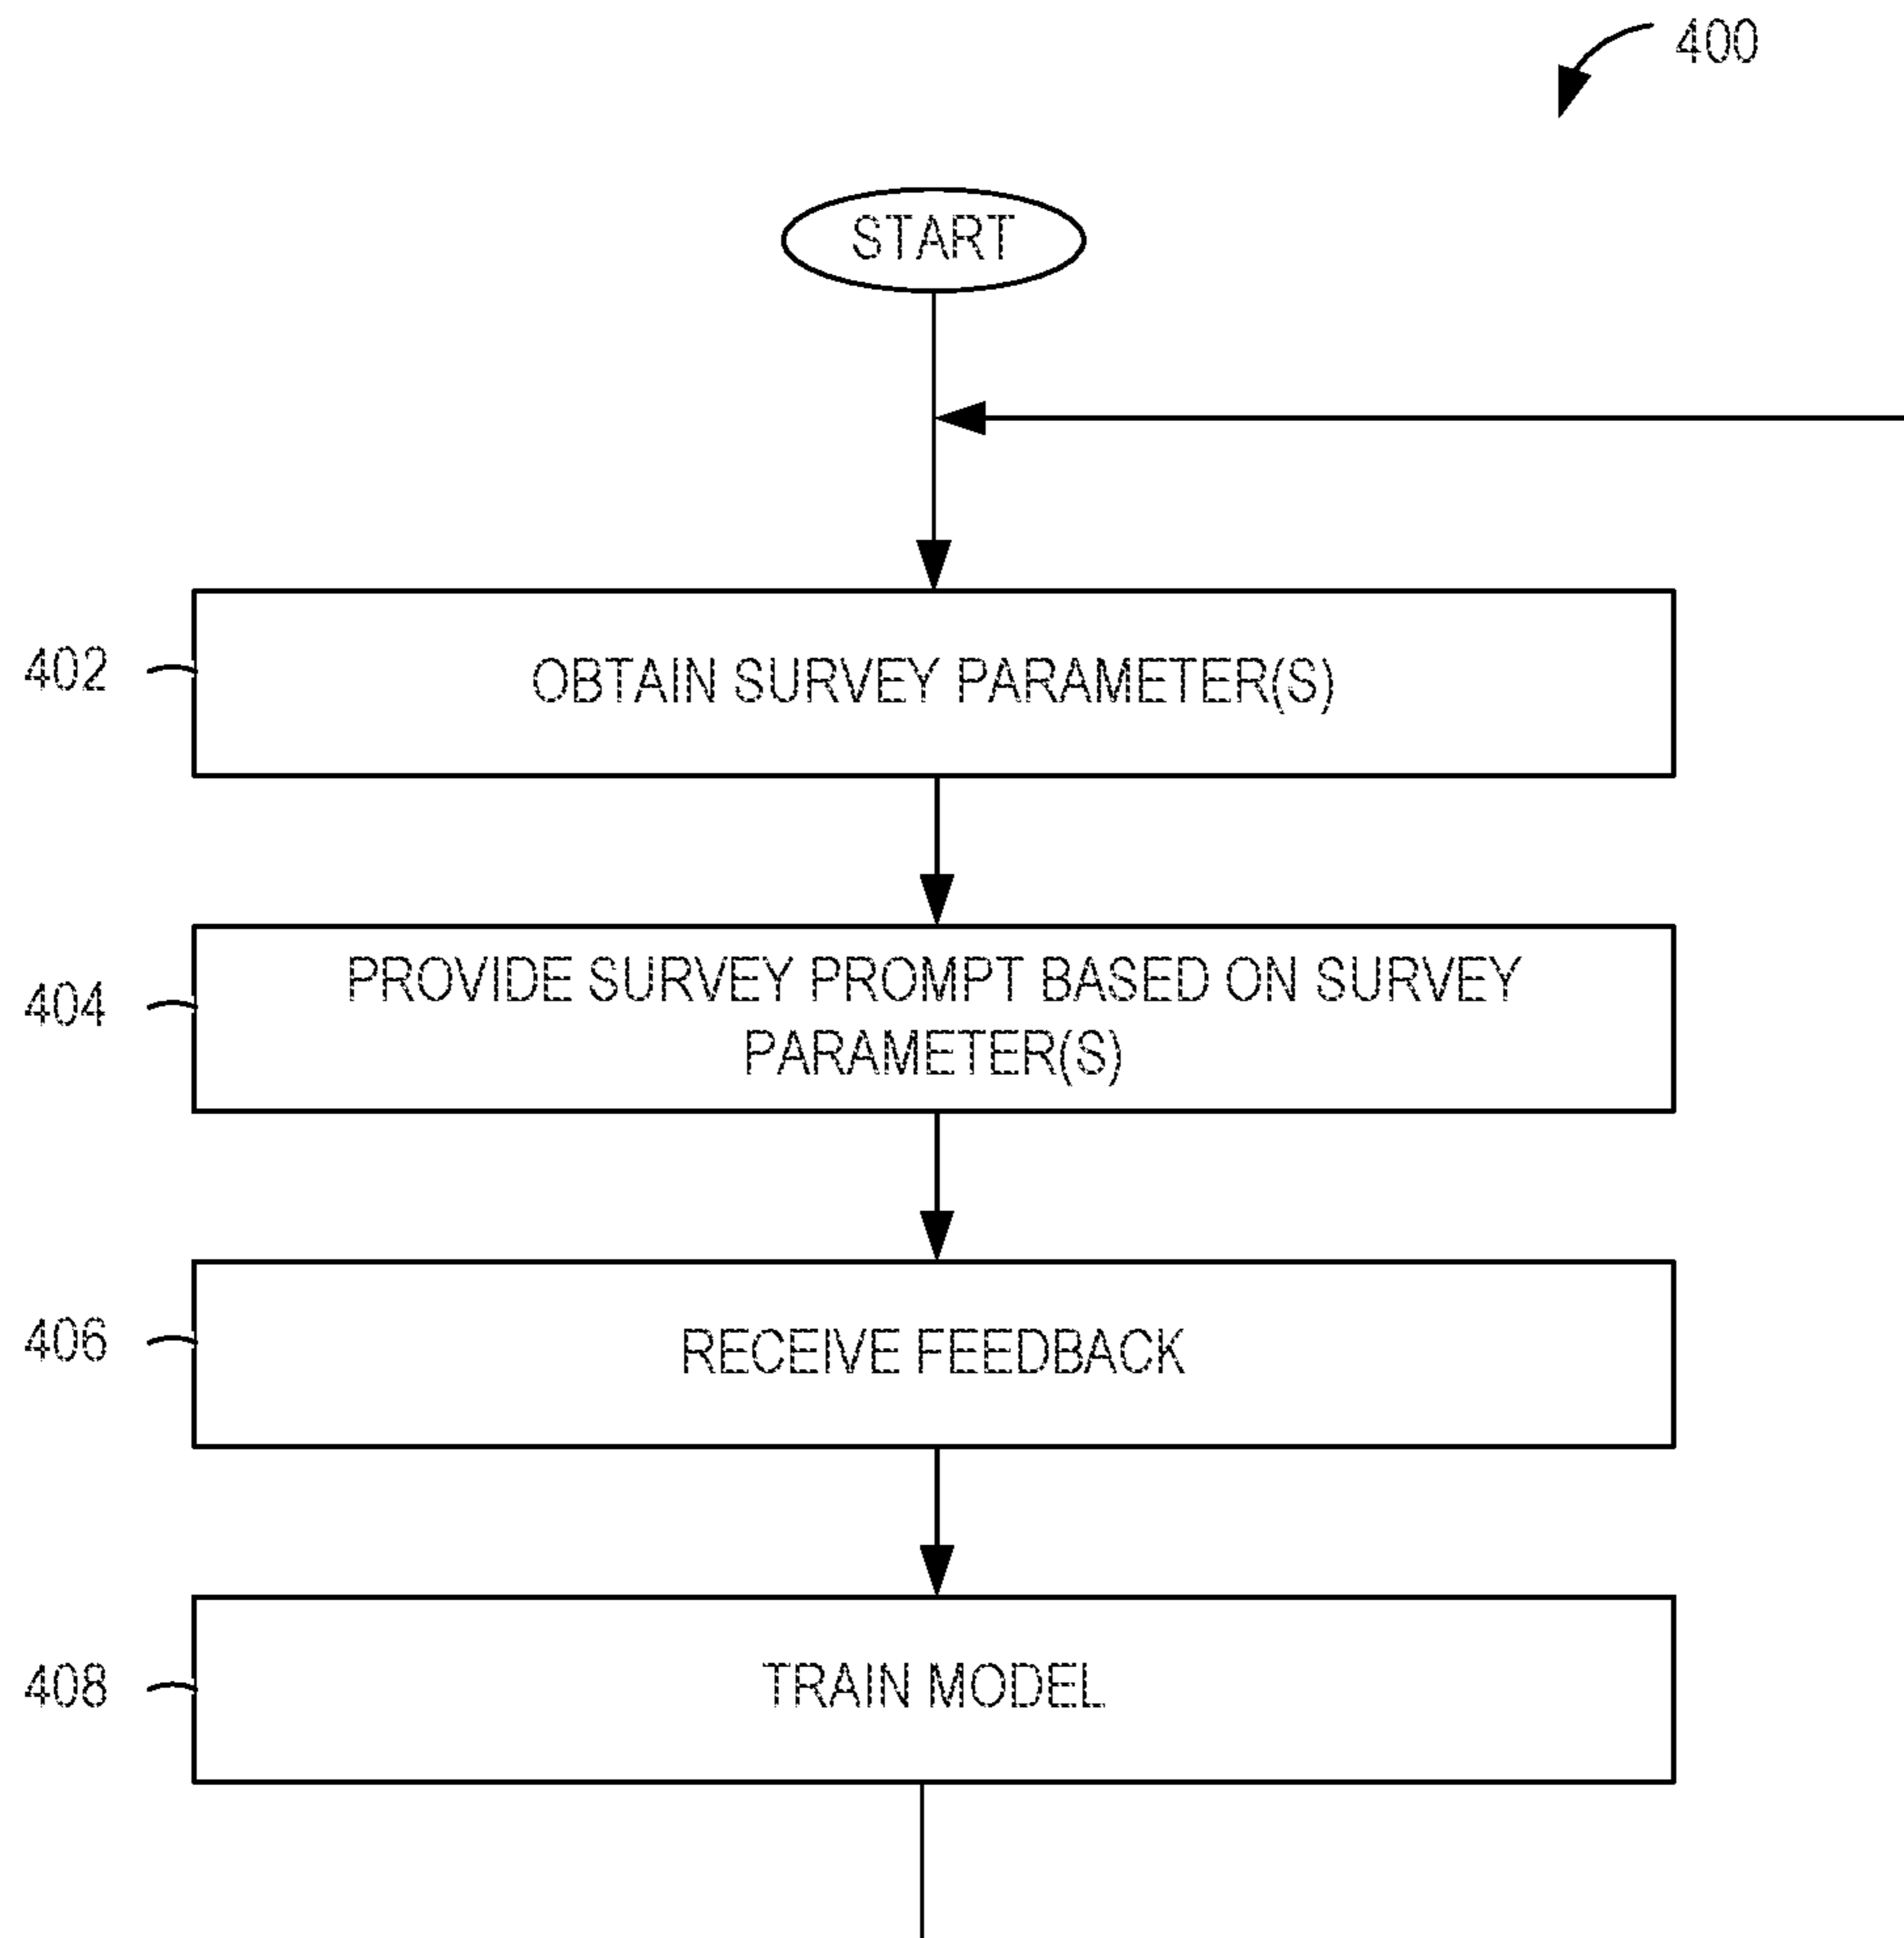 400
START
402
OBTAIN SURVEY PARAMETER(S)
404
PROVIDE SURVEY PROMPT BASED ON SURVEY
PARAMETER(S)
406
RECEIVE FEEDBACK
408
TRAIN MODEL